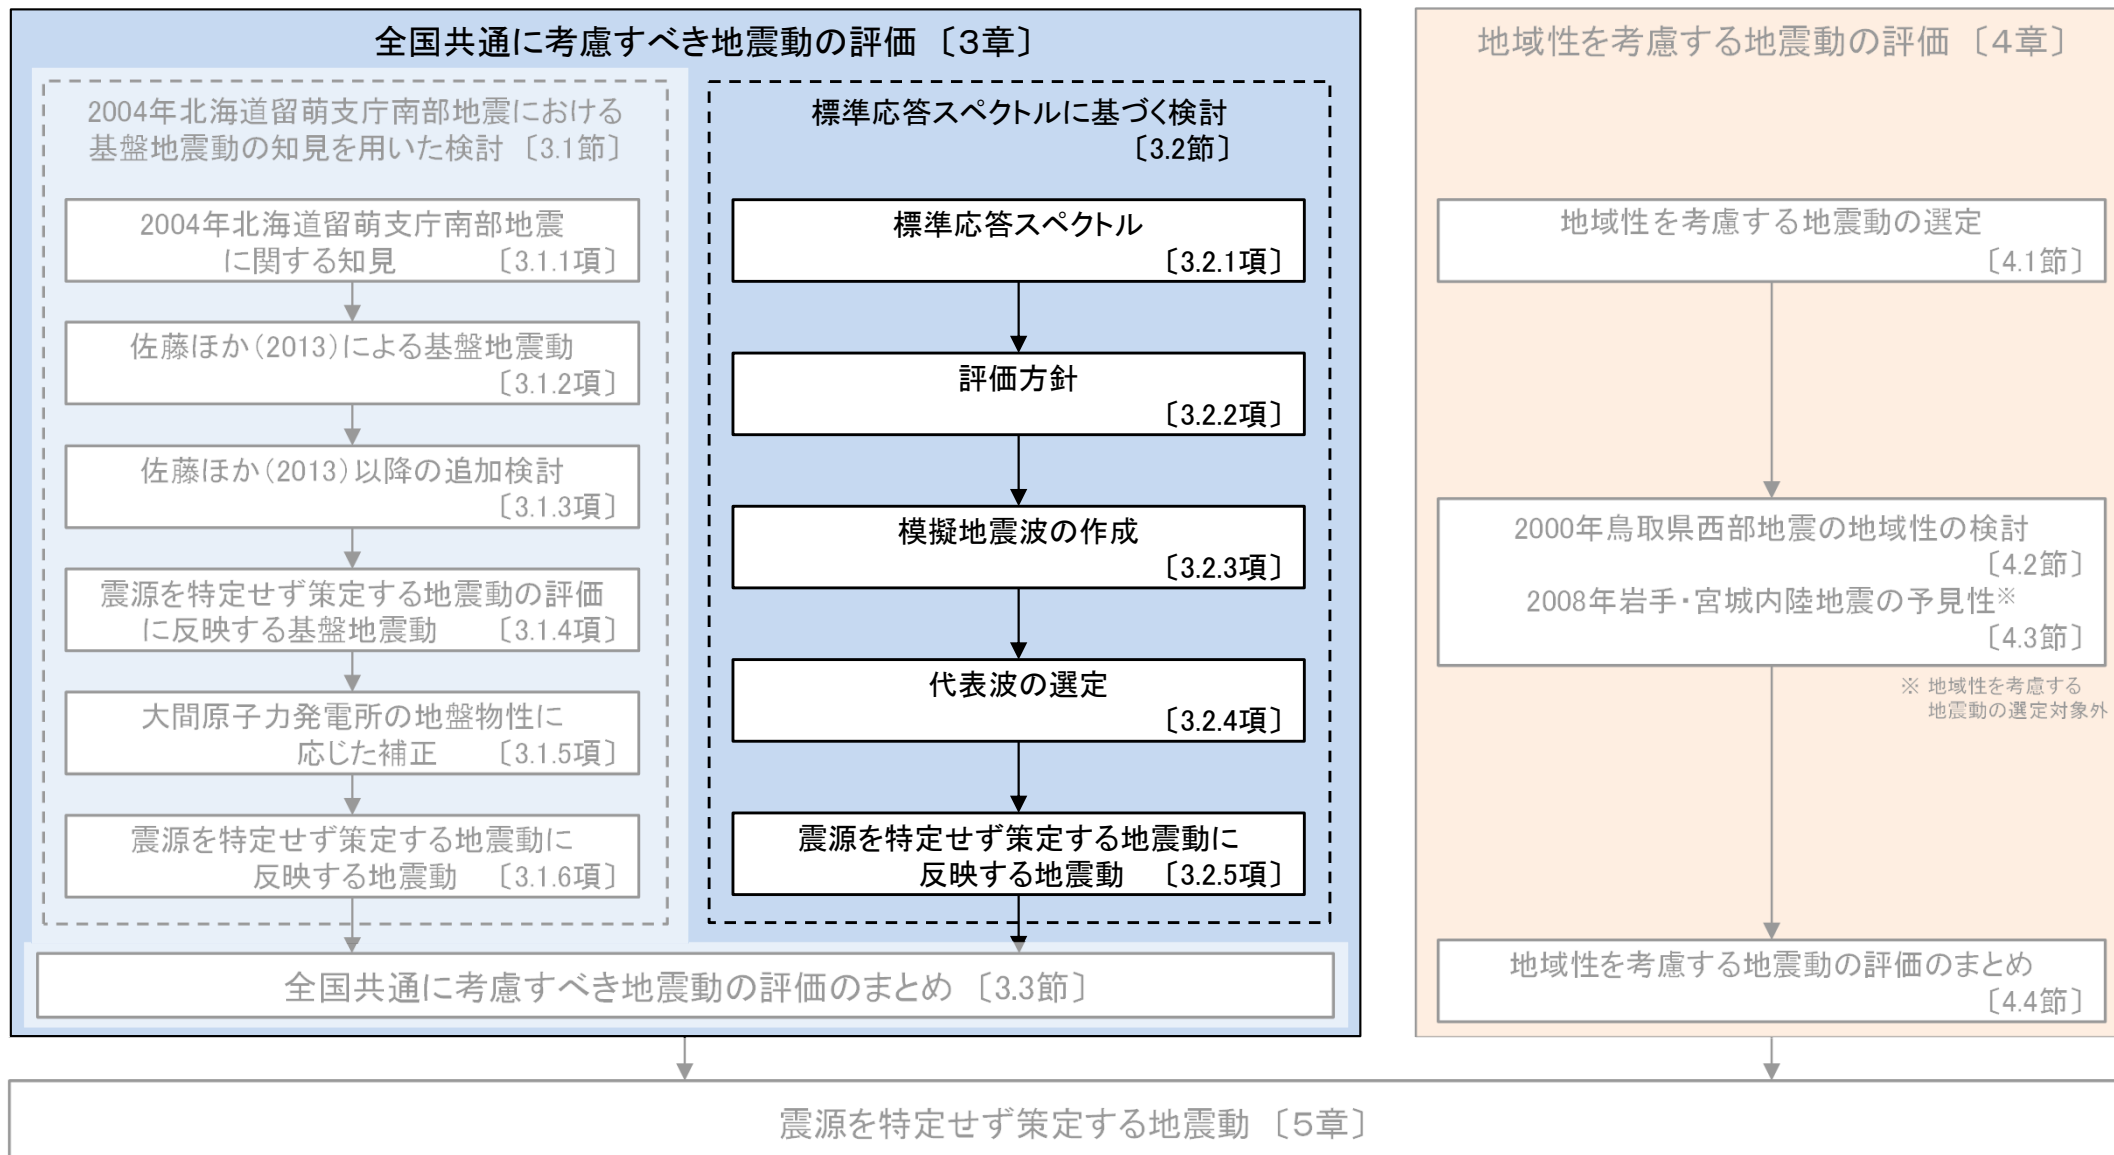 全国共通に考慮すべき地震動の評価〔3章〕
2004年北海道留萌支庁南部地震における
基盤地震動の知見を用いた検討〔3.1節〕
2004年北海道留萌支庁南部地震
に関する知見 〔3.1.1項〕
佐藤ほか(2013)による基盤地震動
〔3.1.2項〕
佐藤ほか(2013)以降の追加検討
〔3.1.3項〕
震源を特定せず策定する地震動の評価
に反映する基盤地震動 〔3.1.4項〕
大間原子力発電所の地盤物性に
応じた補正 〔3.1.5項〕
震源を特定せず策定する地震動に
反映する地震動 〔3.1.6項〕
標準応答スペクトルに基づく検討
〔3.2節〕
標準応答スペクトル
〔3.2.1項〕
評価方針
〔3.2.2項〕
模擬地震波の作成
〔3.2.3項〕
代表波の選定
〔3.2.4項〕
震源を特定せず策定する地震動に
反映する地震動 〔3.2.5項〕
全国共通に考慮すべき地震動の評価のまとめ〔3.3節〕
地域性を考慮する地震動の評価〔4章〕
地域性を考慮する地震動の選定
〔4.1節〕
2000年鳥取県西部地震の地域性の検討
〔4.2節〕
2008年岩手・宮城内陸地震の予見性※
〔4.3節〕
※ 地域性を考慮する
地震動の選定対象外
地域性を考慮する地震動の評価のまとめ
〔4.4節〕
震源を特定せず策定する地震動〔5章〕